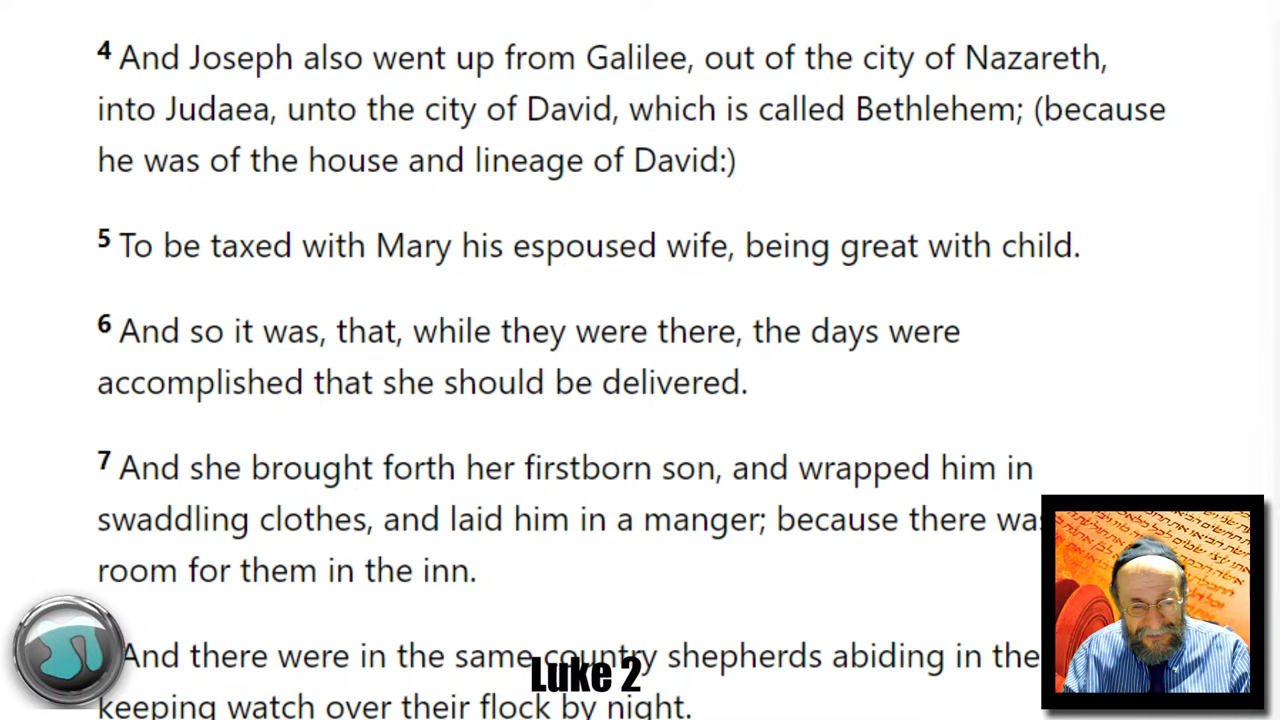 4 And Joseph also went up from Galilee, out of the city of Nazareth,
into Judaea, unto the city of David, which is called Bethlehem; (because
he was of the house and lineage of David:)
5 To be taxed with Mary his espoused wife, being great with child.
6 And so it was, that, while they were there, the days were
accomplished that she should be delivered.
7 And she brought forth her firstborn son, and wrapped him in
swaddling clothes, and laid him in a manger; because there was
room for them in the inn.
And there were in the same country shepherds abiding in the
keeping watch over their flock by night.
Luke 2